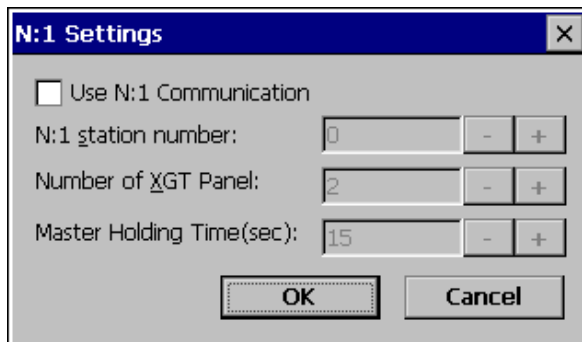 N:1 Settings
Use N:1 Communication
N:1 station number: 0 - +
Number of XGT Panel: 2 - +
Master Holding Time(sec): 15 - +
OK Cancel